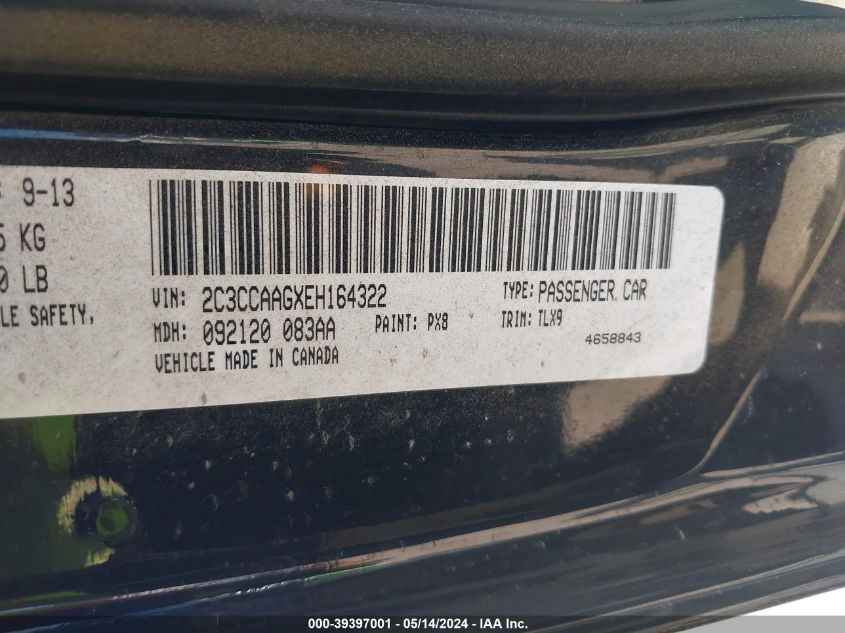 9-13
KG
LB
LE SAFETY,
VIN: 2C3CCAAGXEH164322 TYPE: PASSENGER CAR
MDH: 092120 083AA PAINT: PX8 TRIM: TLX9
VEHICLE MADE IN CANADA 4658843
000-39397001 - 05/14/2024 - IAA Inc.